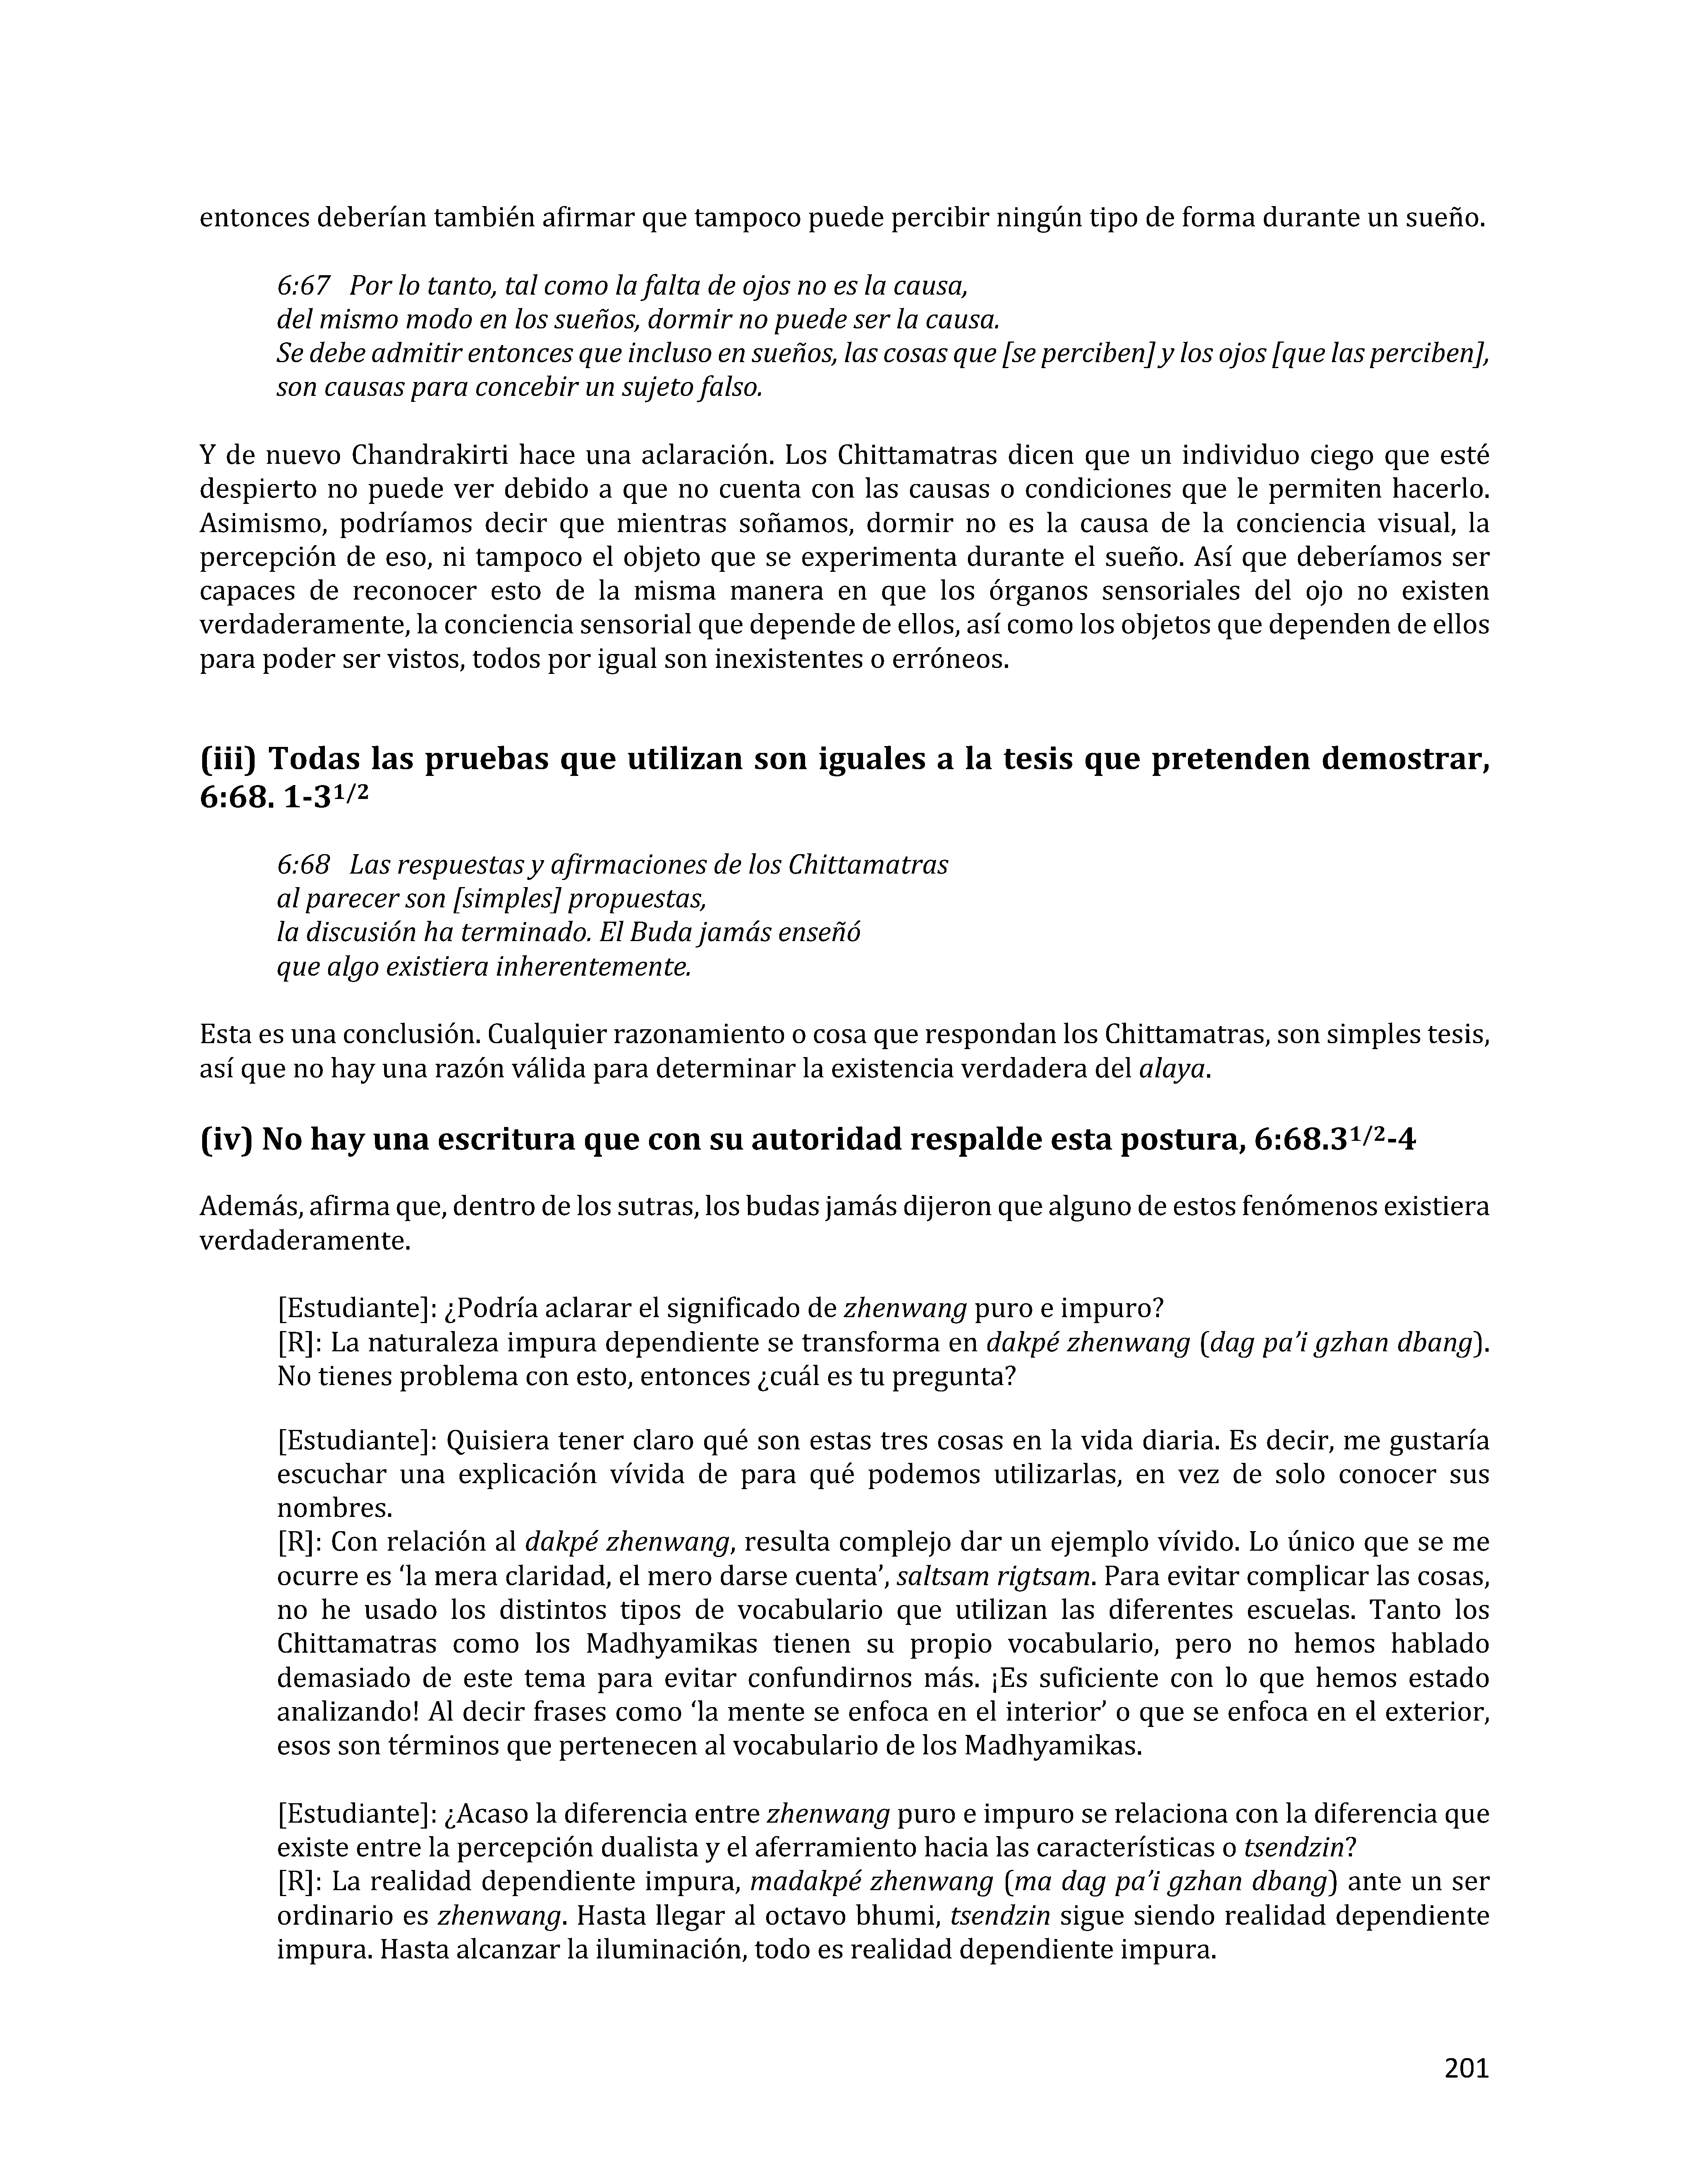 entonces deberían también afirmar que tampoco puede percibir ningún tipo de forma durante un sueño.
6:67 Por lo tanto, tal como la falta de ojos no es la causa,
del mismo modo en los sueños, dormir no puede ser la causa.
Se debe admitir entonces que incluso en sueños, las cosas que [se perciben] y los ojos [que las perciben],
son causas para concebir un sujeto falso.
Y de nuevo Chandrakirti hace una aclaración. Los Chittamatras dicen que un individuo ciego que esté
despierto no puede ver debido a que no cuenta con las causas o condiciones que le permiten hacerlo.
Asimismo, podríamos decir que mientras soñamos, dormir no es la causa de la conciencia visual, la
percepción de eso, ni tampoco el objeto que se experimenta durante el sueño. Así que deberíamos ser
capaces de reconocer esto de la misma manera en que los órganos sensoriales del ojo no existen
verdaderamente, la conciencia sensorial que depende de ellos, así como los objetos que dependen de ellos
para poder ser vistos, todos por igual son inexistentes o erróneos.
(iii) Todas las pruebas que utilizan son iguales a la tesis que pretenden demostrar,
6:68. 1-3¹/²
6:68 Las respuestas y afirmaciones de los Chittamatras
al parecer son [simples] propuestas,
la discusión ha terminado. El Buda jamás enseñó
que algo existiera inherentemente.
Esta es una conclusión. Cualquier razonamiento o cosa que respondan los Chittamatras, son simples tesis,
así que no hay una razón válida para determinar la existencia verdadera del alaya.
(iv) No hay una escritura que con su autoridad respalde esta postura, 6:68.3¹/²-4
Además, afirma que, dentro de los sutras, los budas jamás dijeron que alguno de estos fenómenos existiera
verdaderamente.
[Estudiante]: ¿Podría aclarar el significado de zhenwang puro e impuro?
[R]: La naturaleza impura dependiente se transforma en dakpé zhenwang (dag pa’i gzhan dbang).
No tienes problema con esto, entonces ¿cuál es tu pregunta?
[Estudiante]: Quisiera tener claro qué son estas tres cosas en la vida diaria. Es decir, me gustaría
escuchar una explicación vívida de para qué podemos utilizarlas, en vez de solo conocer sus
nombres.
[R]: Con relación al dakpé zhenwang, resulta complejo dar un ejemplo vívido. Lo único que se me
ocurre es ‘la mera claridad, el mero darse cuenta’, saltsam rigtsam. Para evitar complicar las cosas,
no he usado los distintos tipos de vocabulario que utilizan las diferentes escuelas. Tanto los
Chittamatras como los Madhyamikas tienen su propio vocabulario, pero no hemos hablado
demasiado de este tema para evitar confundirnos más. ¡Es suficiente con lo que hemos estado
analizando! Al decir frases como ‘la mente se enfoca en el interior’ o que se enfoca en el exterior,
esos son términos que pertenecen al vocabulario de los Madhyamikas.
[Estudiante]: ¿Acaso la diferencia entre zhenwang puro e impuro se relaciona con la diferencia que
existe entre la percepción dualista y el aferramiento hacia las características o tsendzin?
[R]: La realidad dependiente impura, madakpé zhenwang (ma dag pa’i gzhan dbang) ante un ser
ordinario es zhenwang. Hasta llegar al octavo bhumi, tsendzin sigue siendo realidad dependiente
impura. Hasta alcanzar la iluminación, todo es realidad dependiente impura.
201